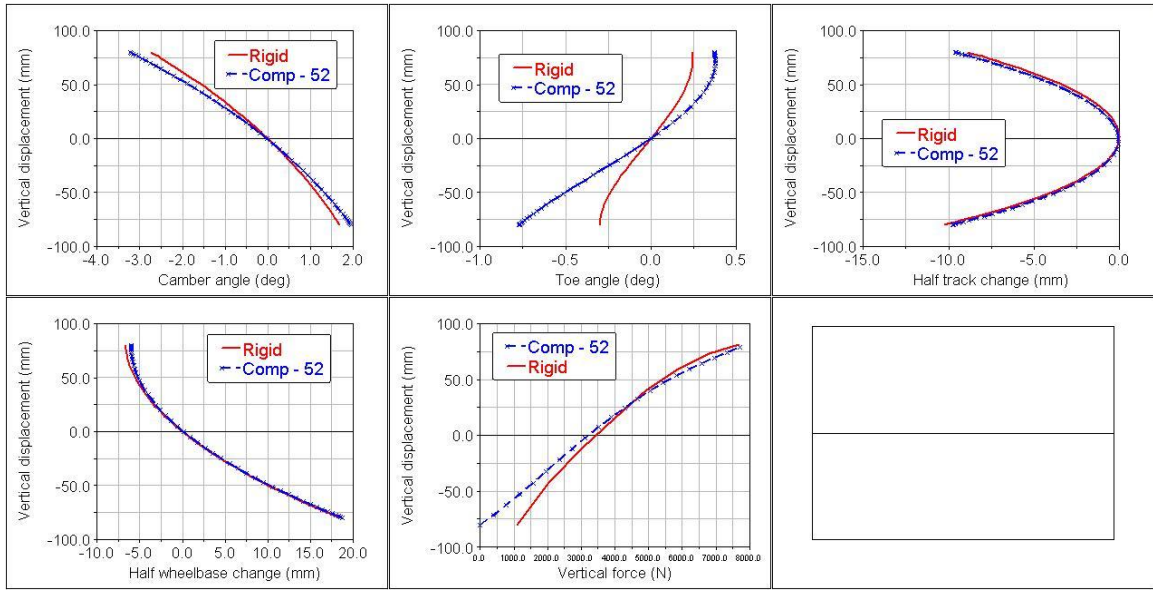 100.0
50.0
0.0
-50.0
-100.0
Vertical displacement (mm)
Rigid
Comp - 52
-4.0 -3.0 -2.0 -1.0 0.0 1.0 2.0
Camber angle (deg)
100.0
50.0
0.0
-50.0
-100.0
Vertical displacement (mm)
Rigid
Comp - 52
-1.0 -0.5 0.0 0.5
Toe angle (deg)
100.0
50.0
0.0
-50.0
-100.0
Vertical displacement (mm)
Rigid
Comp - 52
-15.0 -10.0 -5.0 0.0
Half track change (mm)
100.0
50.0
0.0
-50.0
-100.0
Vertical displacement (mm)
Rigid
Comp - 52
-10.0 -5.0 0.0 5.0 10.0 15.0 20.0
Half wheelbase change (mm)
100.0
50.0
0.0
-50.0
-100.0
Vertical displacement (mm)
Comp - 52
Rigid
0.0 1000.0 2000.0 3000.0 4000.0 5000.0 6000.0 7000.0 8000.0
Vertical force (N)